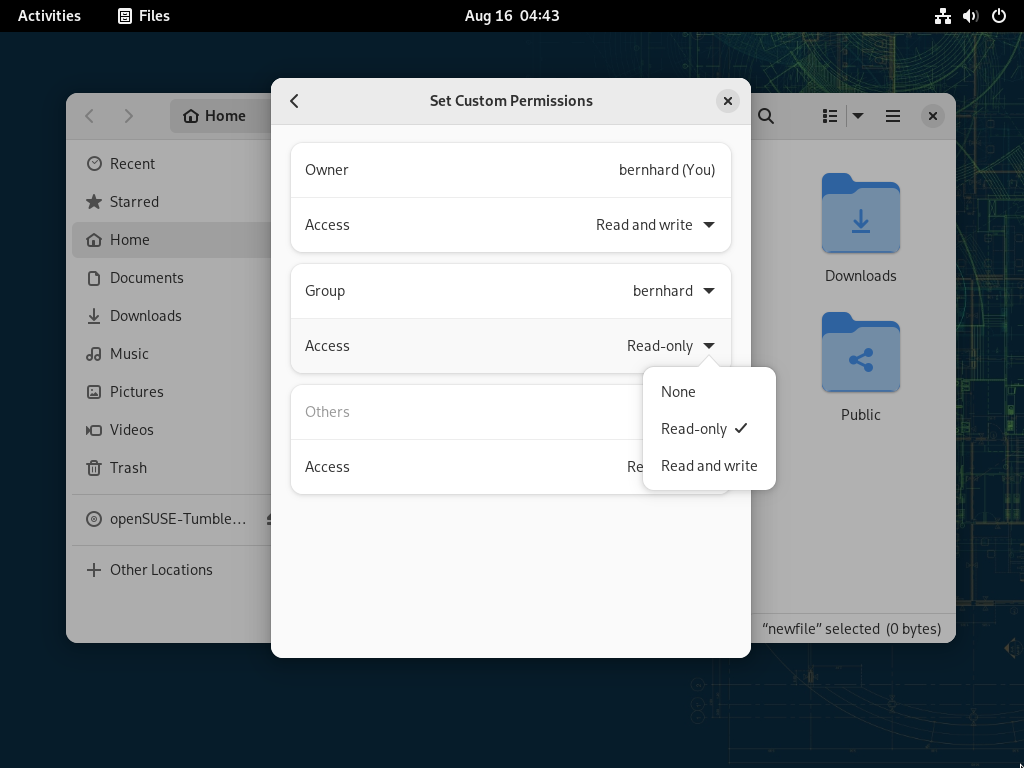 Activities Files Aug 16 04:43
Home
Set Custom Permissions
Recent
Starred
Home
Documents
Downloads
Music
Pictures
Videos
Trash
openSUSE-Tumble…
Other Locations
Owner bernhard (You)
Access Read and write
Group bernhard
Access Read-only
Others
Access Re
None
Read-only
Read and write
Downloads
Public
“newfile” selected (0 bytes)